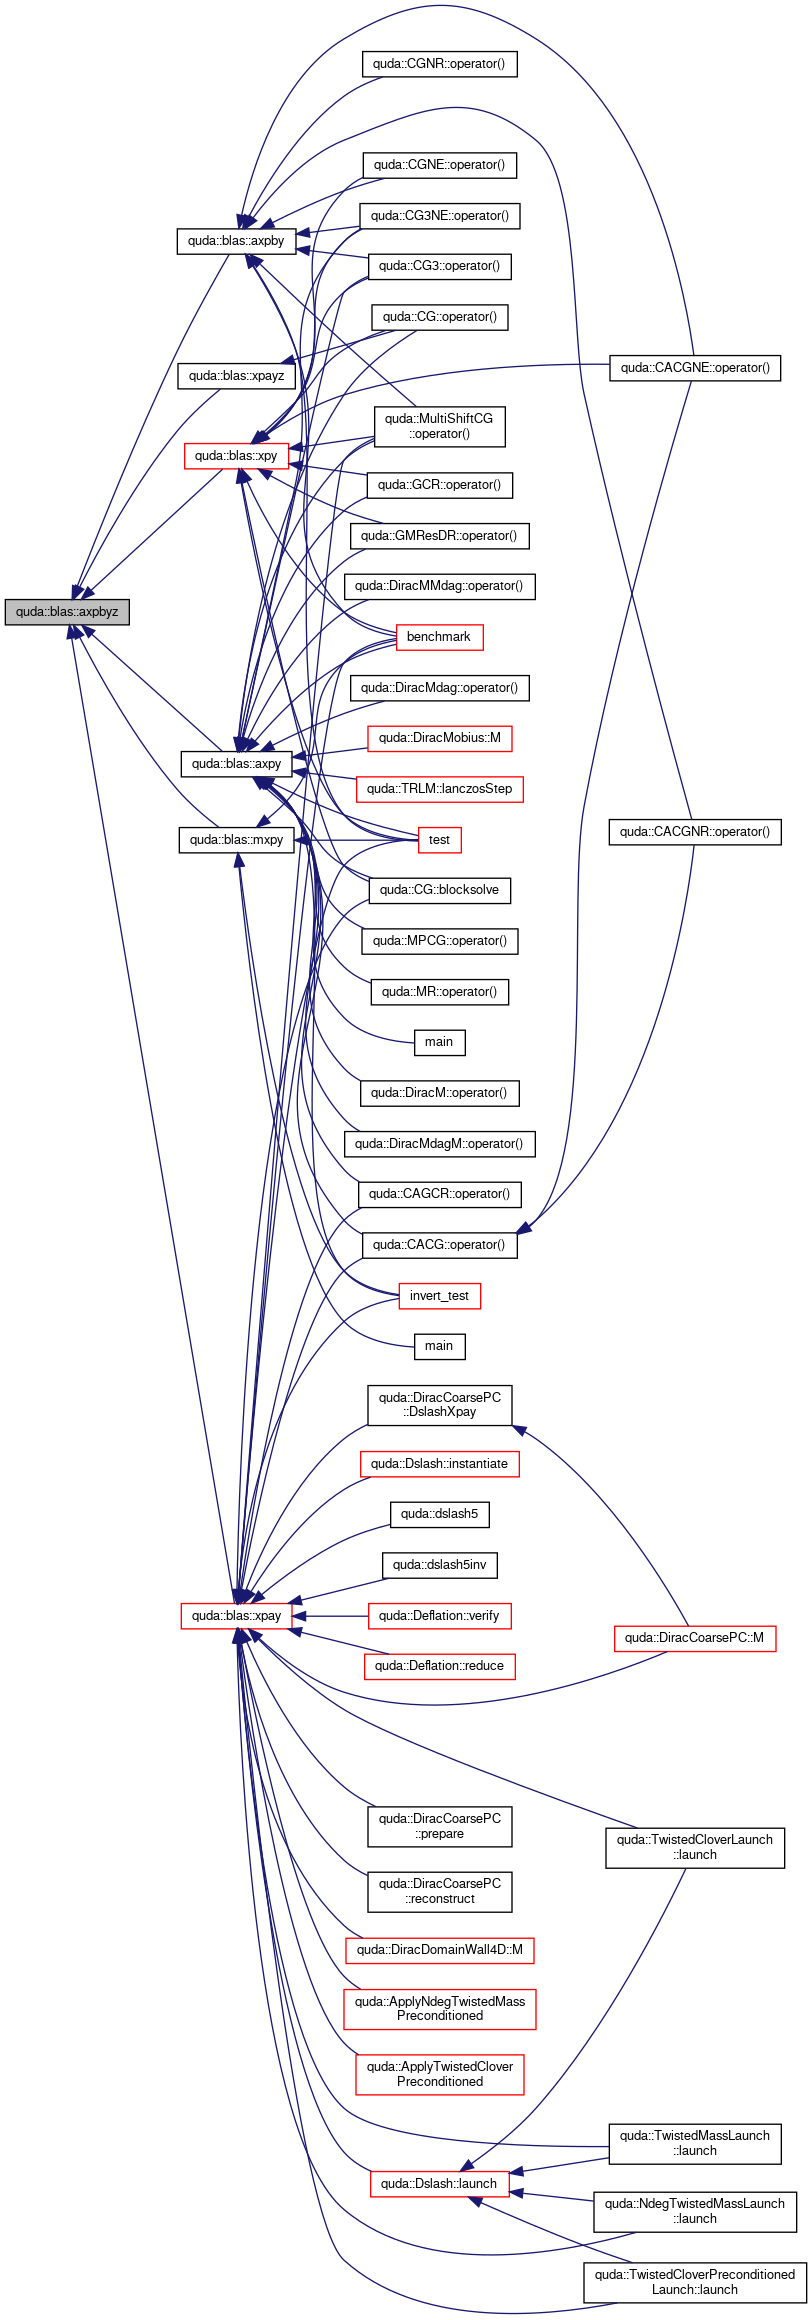 quda::CGNR::operator()
quda::CGNE::operator()
quda::blas::axpby
quda::CG3NE::operator()
quda::CG3::operator()
quda::CG::operator()
quda::blas::xpayz
quda::CACGNE::operator()
quda::MultiShiftCG
::operator()
quda::blas::xpy
quda::GCR::operator()
quda::GMResDR::operator()
quda::DiracMMdag::operator()
quda::blas::axpbyz
benchmark
quda::DiracMdag::operator()
quda::DiracMobius::M
quda::blas::axpy
quda::TRLM::lanczosStep
quda::blas::mxpy
test
quda::CACGNR::operator()
quda::CG::blocksolve
quda::MPCG::operator()
quda::MR::operator()
main
quda::DiracM::operator()
quda::DiracMdagM::operator()
quda::CAGCR::operator()
quda::CACG::operator()
invert_test
main
quda::DiracCoarsePC
::DslashXpay
quda::Dslash::instantiate
quda::dslash5
quda::dslash5inv
quda::blas::xpay
quda::Deflation::verify
quda::DiracCoarsePC::M
quda::Deflation::reduce
quda::DiracCoarsePC
::prepare
quda::TwistedCloverLaunch
::launch
quda::DiracCoarsePC
::reconstruct
quda::DiracDomainWall4D::M
quda::ApplyNdegTwistedMass
Preconditioned
quda::ApplyTwistedClover
Preconditioned
quda::TwistedMassLaunch
::launch
quda::Dslash::launch
quda::NdegTwistedMassLaunch
::launch
quda::TwistedCloverPreconditioned
Launch::launch